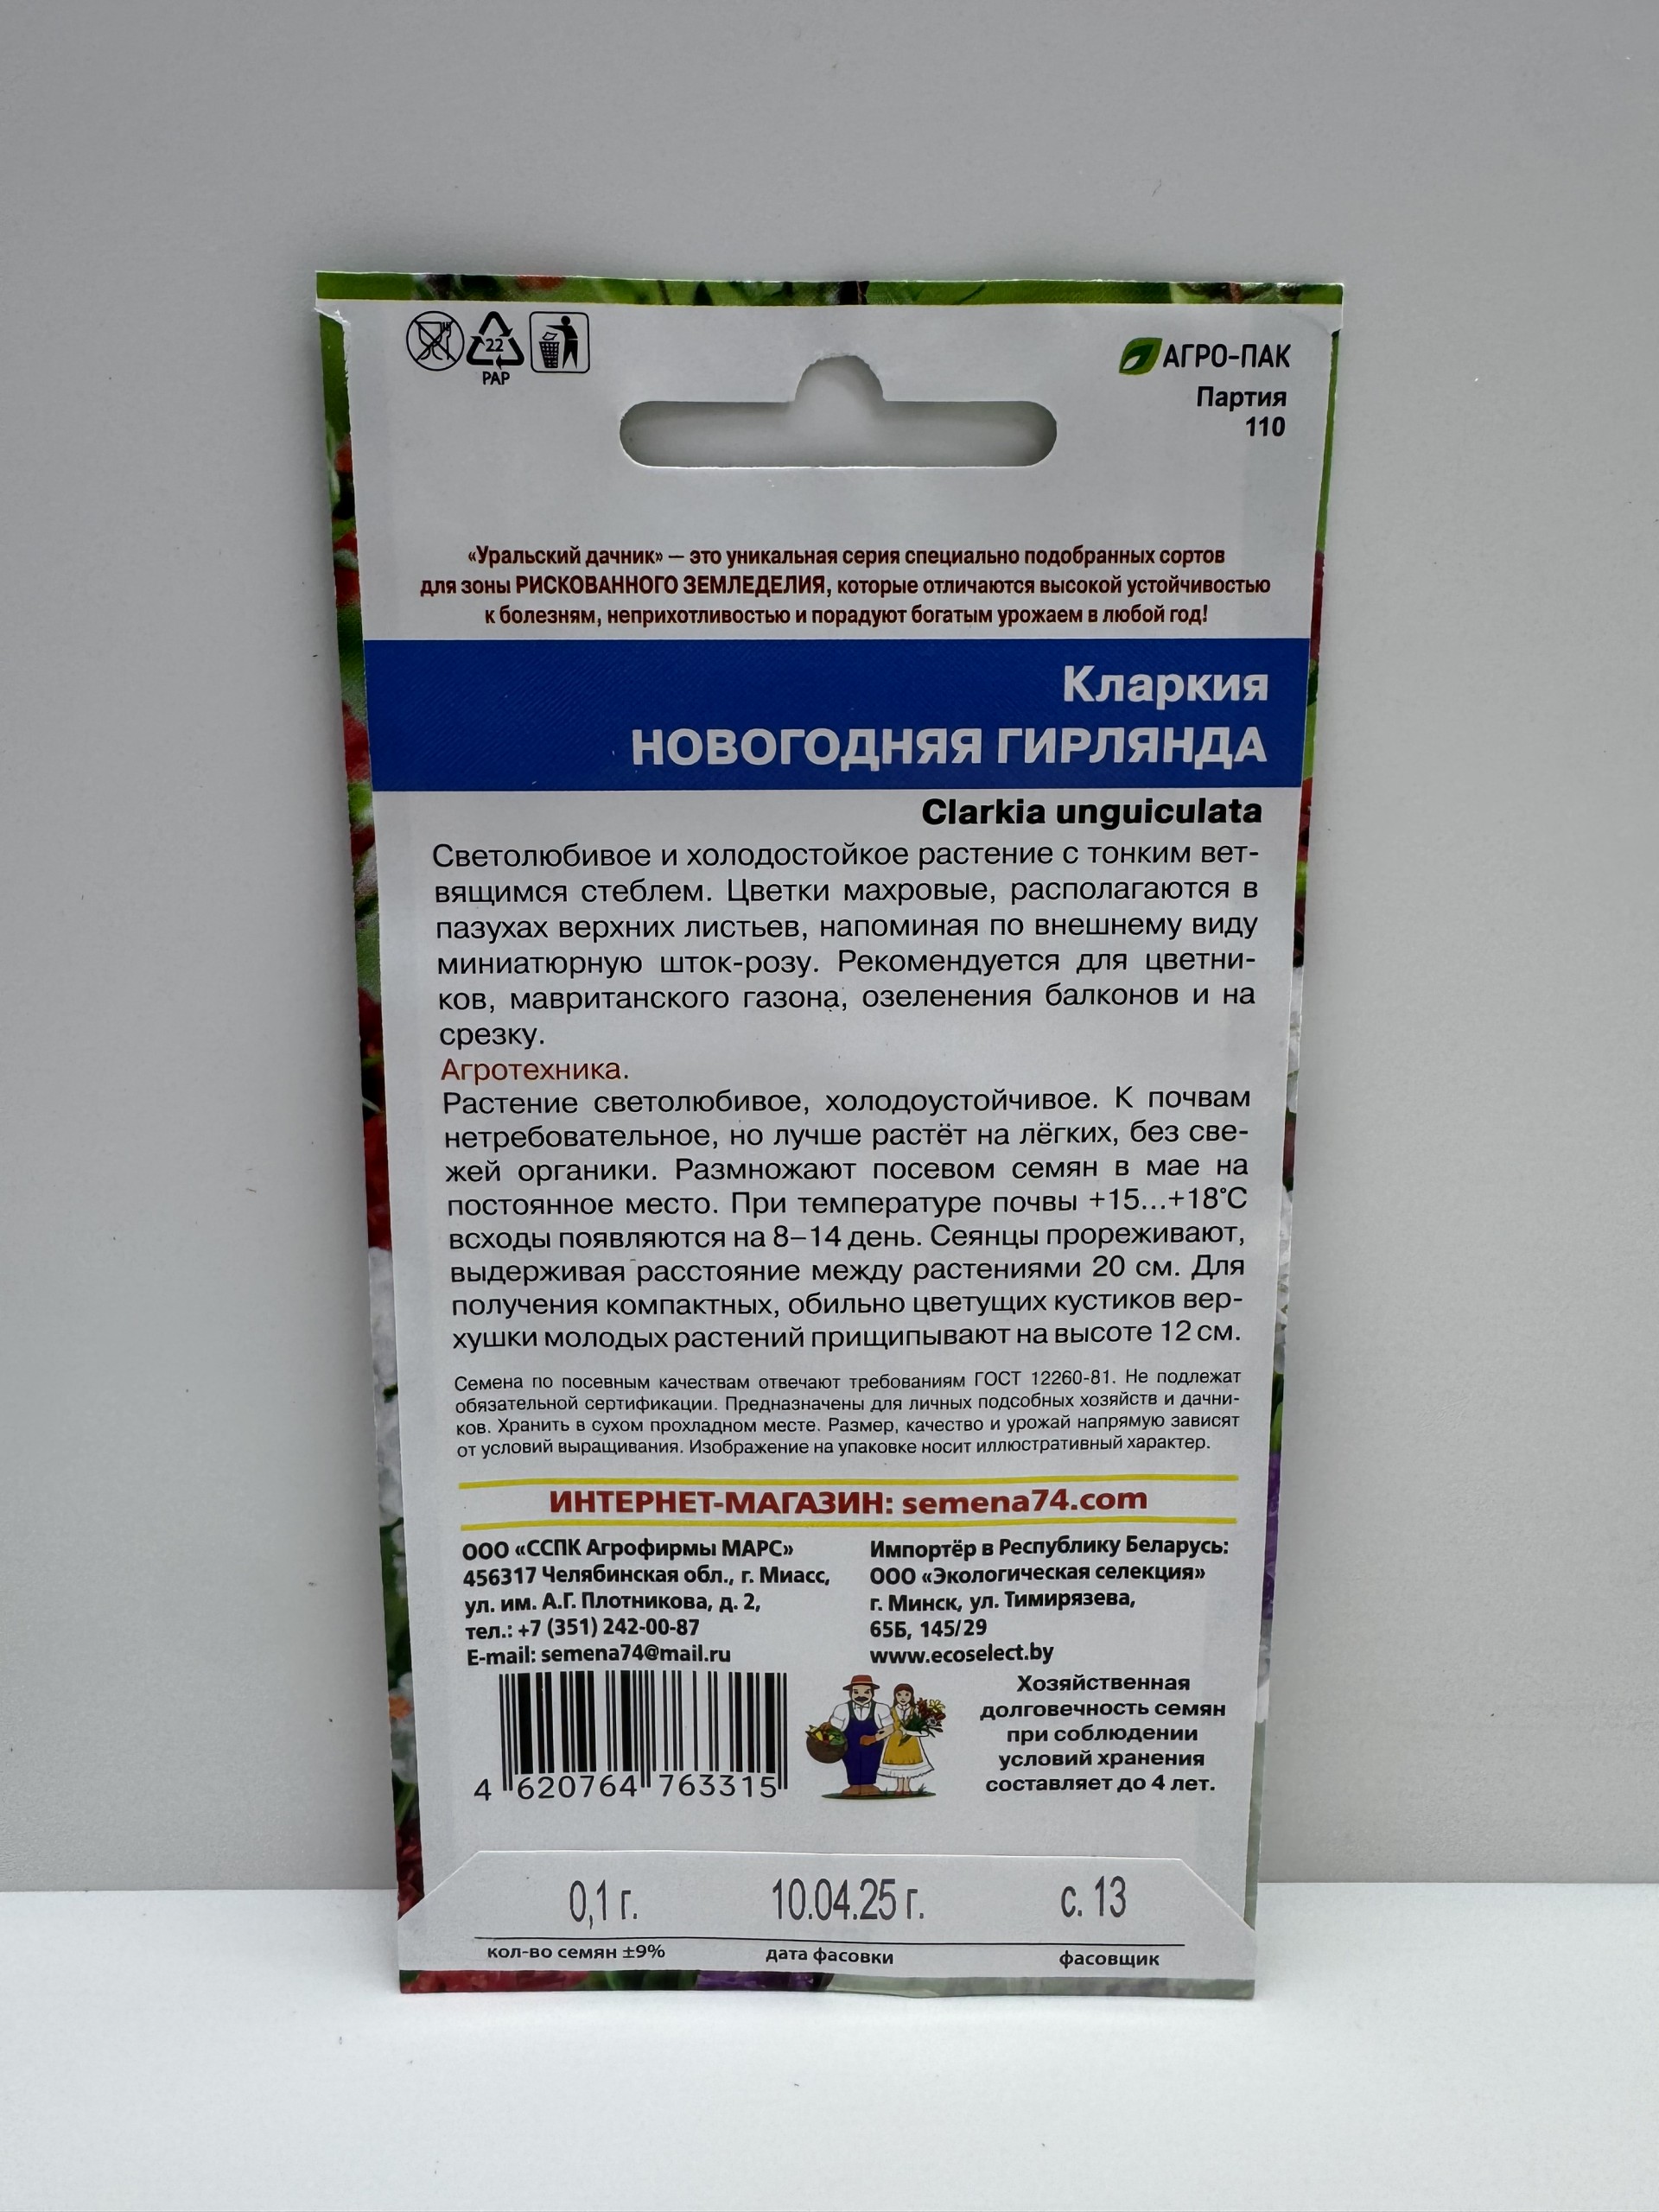 22
PAP
АГРО-ПАК
Партия
110
«Уральский дачник» — это уникальная серия специально подобранных сортов
для зоны РИСКОВАННОГО ЗЕМЛЕДЕЛИЯ, которые отличаются высокой устойчивостью
к болезням, неприхотливостью и порадуют богатым урожаем в любой год!
Кларкия
НОВОГОДНЯЯ ГИРЛЯНДА
Clarkia unguiculata
Светолюбивое и холодостойкое растение с тонким вет-
вящимся стеблем. Цветки махровые, располагаются в
пазухах верхних листьев, напоминая по внешнему виду
миниатюрную шток-розу. Рекомендуется для цветни-
ков, мавританского газона, озеленения балконов и на
срезку.
Агротехника.
Растение светолюбивое, холодоустойчивое. К почвам
нетребовательное, но лучше растёт на лёгких, без све-
жей органики. Размножают посевом семян в мае на
постоянное место. При температуре почвы +15...+18°С
всходы появляются на 8–14 день. Сеянцы прореживают,
выдерживая расстояние между растениями 20 см. Для
получения компактных, обильно цветущих кустиков вер-
хушки молодых растений прищипывают на высоте 12 см.
Семена по посевным качествам отвечают требованиям ГОСТ 12260-81. Не подлежат
обязательной сертификации. Предназначены для личных подсобных хозяйств и дачни-
ков. Хранить в сухом прохладном месте. Размер, качество и урожай напрямую зависят
от условий выращивания. Изображение на упаковке носит иллюстративный характер.
ИНТЕРНЕТ-МАГАЗИН: semena74.com
ООО «ССПК Агрофирмы МАРС»
456317 Челябинская обл., г. Миасс,
ул. им. А.Г. Плотникова, д. 2,
тел.: +7 (351) 242-00-87
E-mail: semena74@mail.ru
Импортёр в Республику Беларусь:
ООО «Экологическая селекция»
г. Минск, ул. Тимирязева,
65Б, 145/29
www.ecoselect.by
Хозяйственная
долговечность семян
при соблюдении
условий хранения
составляет до 4 лет.
4 620764 763315
0,1 г. 10.04.25 г. с. 13
кол-во семян ±9% дата фасовки фасовщик